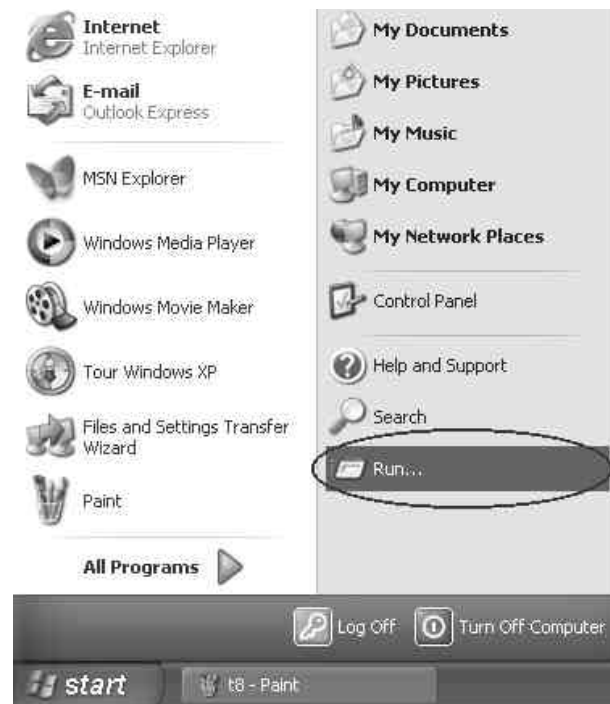 Internet
Internet Explorer
E-mail
Outlook Express
MSN Explorer
Windows Media Player
Windows Movie Maker
Tour Windows XP
Files and Settings Transfer
Wizard
Paint
All Programs
My Documents
My Pictures
My Music
My Computer
My Network Places
Control Panel
Help and Support
Search
Run...
Log Off
Turn Off Computer
start
t8 - Paint